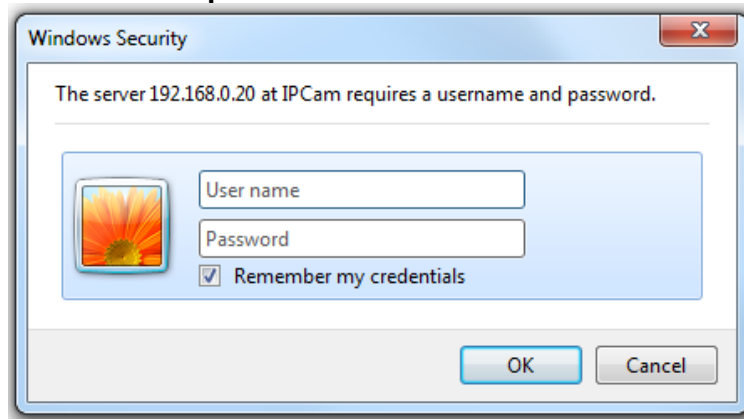 Windows Security
The server 192.168.0.20 at IPCam requires a username and password.
User name
Password
Remember my credentials
OK
Cancel